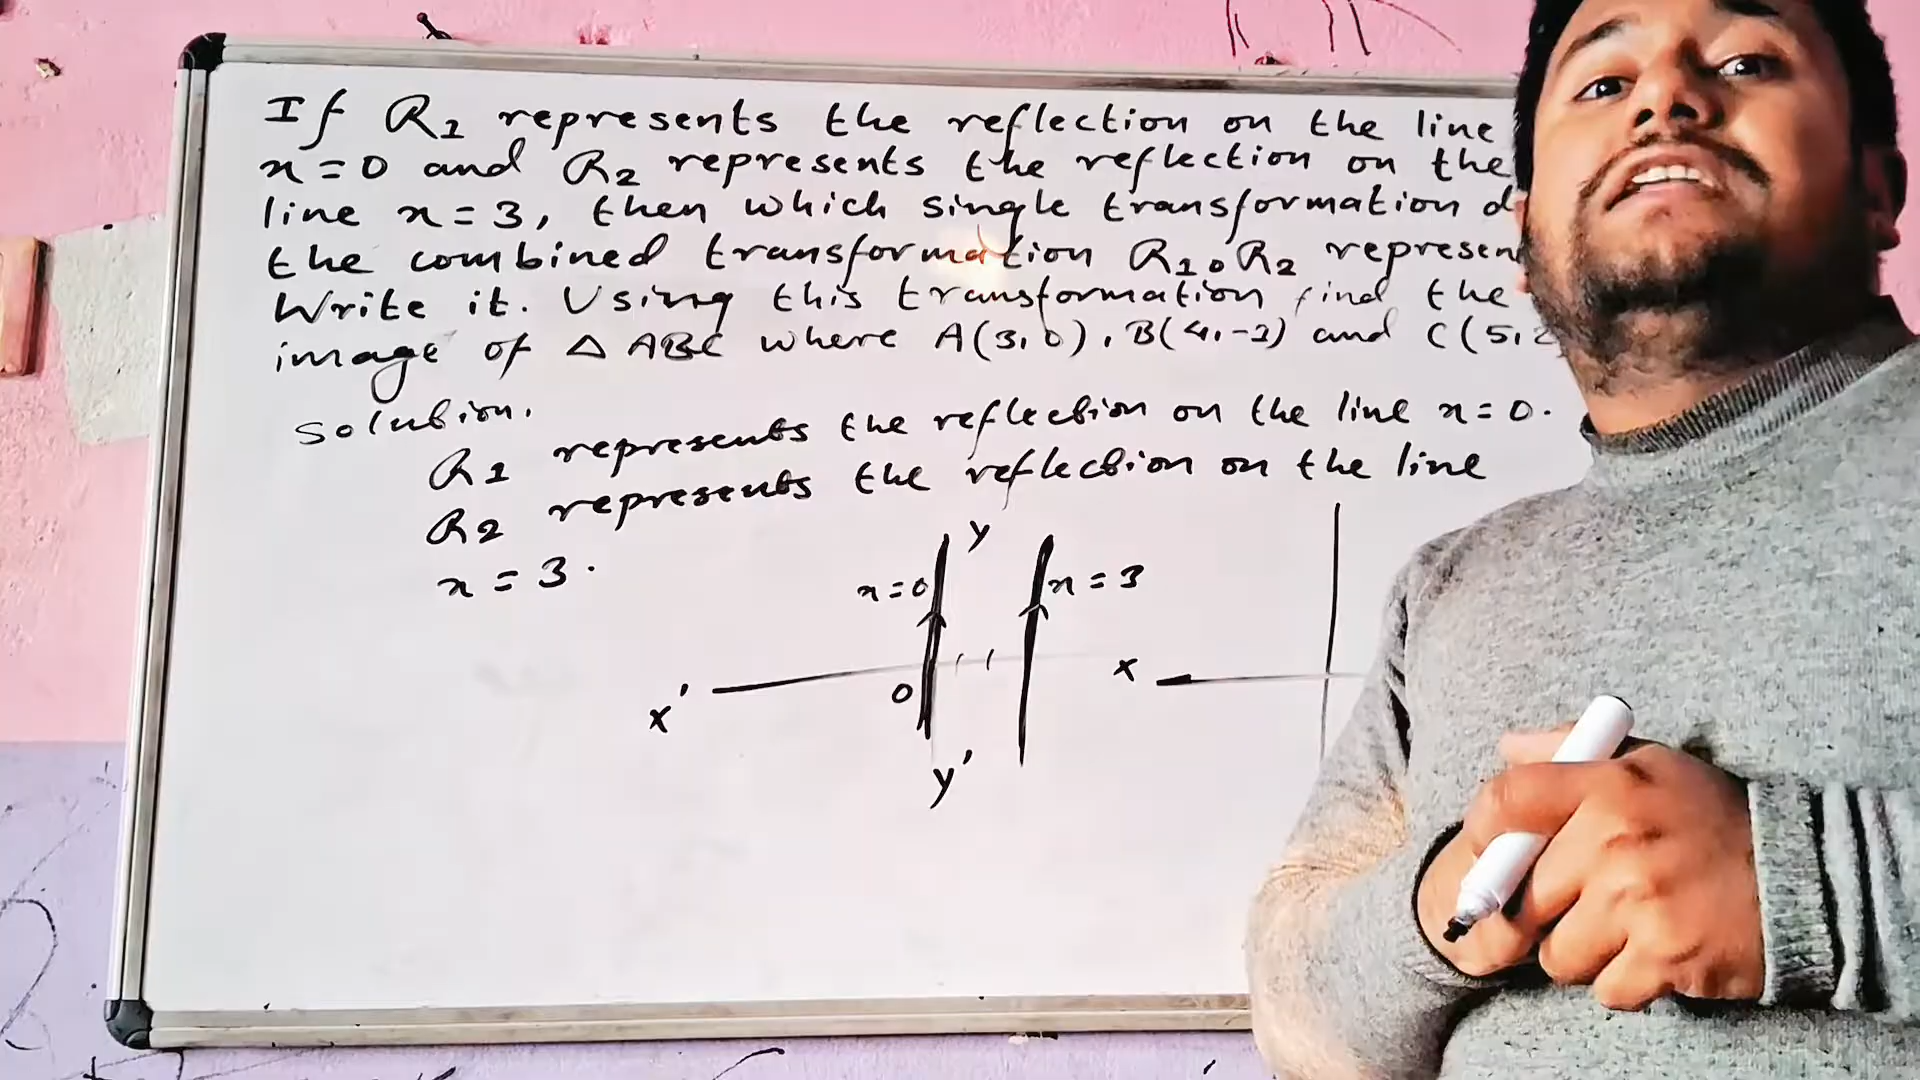 If R1 represents the reflection on the line
x=0 and R2 represents the reflection on the
line x=3, then which single transformation d
the combined transformation R1oR2 represen
Write it. Using this transformation find the
image of △ABC where A(3,0), B( and C(5,2
Solution.
R1 represents the reflection on the line x=0.
R2 represents the reflection on the line
x = 3.
Y
x=0
x=3
X'
O
X
Y'